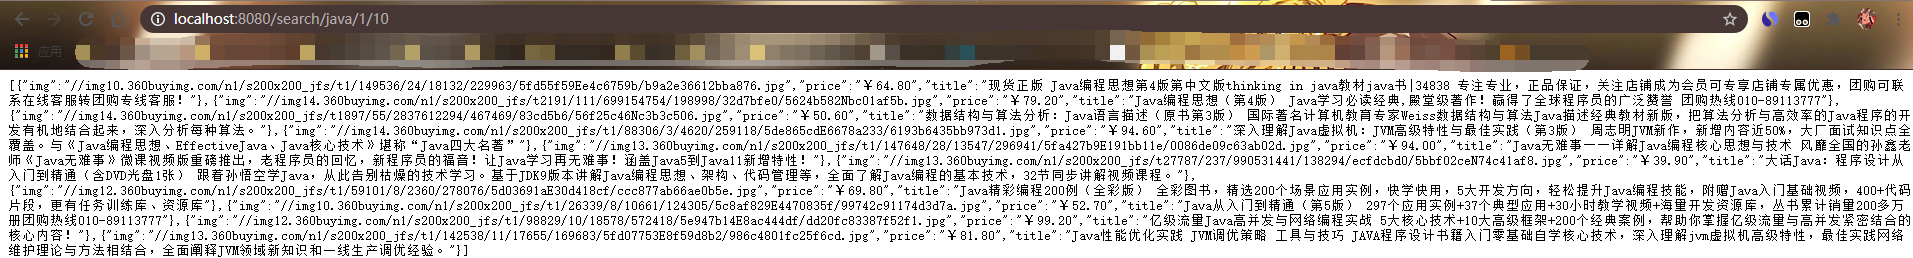 localhost:8080/search/java/1/10
应用
[{"img":"//img10.360buyimg.com/n1/s200x200_jfs/t1/149536/24/18132/229963/5fd55f59Ee4c6759b/b9a2e36612bba876.jpg","price":"￥64.80","title":"现货正版 Java编程思想第4版第中文版thinking in java教材java书|34838 专注专业，正品保证，关注店铺成为会员可专享店铺专属优惠，团购可联
系在线客服转团购专线客服！"},{"img":"//img14.360buyimg.com/n1/s200x200_jfs/t2191/111/699154754/198998/32d7bfe0/5624b582Nbc01af5b.jpg","price":"￥79.20","title":"Java编程思想（第4版） Java学习必读经典,殿堂级著作！赢得了全球程序员的广泛赞誉 团购热线010-89113777"},
{"img":"//img14.360buyimg.com/n1/s200x200_jfs/t1897/55/2837612294/467469/83cd5b6/56f25c46Nc3b3c506.jpg","price":"￥50.60","title":"数据结构与算法分析：Java语言描述（原书第3版） 国际著名计算机教育专家Weiss数据结构与算法Java描述经典教材新版，把算法分析与高效率的Java程序的开
发有机地结合起来，深入分析每种算法。"},{"img":"//img14.360buyimg.com/n1/s200x200_jfs/t1/88306/3/4620/259118/5de865cdE6678a233/6193b6435bb973d1.jpg","price":"￥94.60","title":"深入理解Java虚拟机：JVM高级特性与最佳实践（第3版） 周志明JVM新作，新增内容近50%，大厂面试知识点全
覆盖。与《Java编程思想、EffectiveJava、Java核心技术》堪称“Java四大名著”"},{"img":"//img13.360buyimg.com/n1/s200x200_jfs/t1/147648/28/13547/296941/5fa427b9E191bb11e/0086de09c63ab02d.jpg","price":"￥94.00","title":"Java无难事——详解Java编程核心思想与技术 风靡全国的孙鑫老
师《Java无难事》微课视频版重磅推出，老程序员的回忆，新程序员的福音！让Java学习再无难事！涵盖Java5到Java11新增特性！"},{"img":"//img13.360buyimg.com/n1/s200x200_jfs/t27787/237/990531441/138294/ecfdcbd0/5bbf02ceN74c41af8.jpg","price":"￥39.90","title":"大话Java：程序设计从
入门到精通（含DVD光盘1张） 跟着孙悟空学Java，从此告别枯燥的技术学习。基于JDK9版本讲解Java编程思想、架构、代码管理等，全面了解Java编程的基本技术，32节同步讲解视频课程。"},
{"img":"//img12.360buyimg.com/n1/s200x200_jfs/t1/59101/8/2360/278076/5d03691aE30d418cf/ccc877ab66ae0b5e.jpg","price":"￥69.80","title":"Java精彩编程200例（全彩版） 全彩图书，精选200个场景应用实例，快学快用，5大开发方向，轻松提升Java编程技能，附赠Java入门基础视频，400+代码
片段，更有任务训练库、资源库"},{"img":"//img10.360buyimg.com/n1/s200x200_jfs/t1/26339/8/10661/124305/5c8af829E4470835f/99742c91174d3d7a.jpg","price":"￥52.70","title":"Java从入门到精通（第5版） 297个应用实例+37个典型应用+30小时教学视频+海量开发资源库，丛书累计销量200多万
册团购热线010-89113777"},{"img":"//img12.360buyimg.com/n1/s200x200_jfs/t1/98829/10/18578/572418/5e947b14E8ac444df/dd20fc83387f52f1.jpg","price":"￥99.20","title":"亿级流量Java高并发与网络编程实战 5大核心技术+10大高级框架+200个经典案例，帮助你掌握亿级流量与高并发紧密结合的
核心内容！"},{"img":"//img13.360buyimg.com/n1/s200x200_jfs/t1/142538/11/17655/169683/5fd07753E8f59d8b2/986c4801fc25f6cd.jpg","price":"￥81.80","title":"Java性能优化实践 JVM调优策略 工具与技巧 JAVA程序设计书籍入门零基础自学核心技术，深入理解jvm虚拟机高级特性，最佳实践网络
维护理论与方法相结合，全面阐释JVM领域新知识和一线生产调优经验。"}]